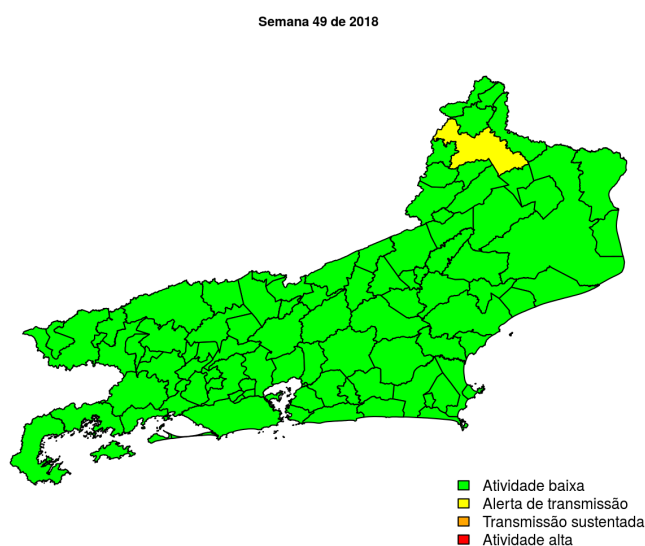 Semana 49 de 2018
Atividade baixa
Alerta de transmissão
Transmissão sustentada
Atividade alta